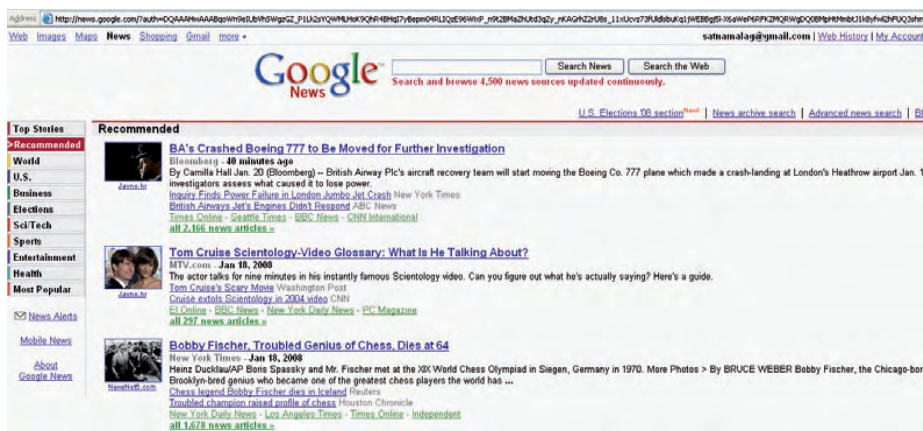 Address http://news.google.com/?auth=
Web Images Maps News Shopping Gmail more satnamalag@gmail.com | Web History | My Account
Google News
Search News Search the Web
Search and browse 4,500 news sources updated continuously.
U.S. Elections '08 section New! | News archive search | Advanced news search |
Top Stories
>Recommended
World
U.S.
Business
Elections
Sci/Tech
Sports
Entertainment
Health
Most Popular
News Alerts
Mobile News
About
Google News
Recommended
Javno.hr
BA's Crashed Boeing 777 to Be Moved for Further Investigation
Bloomberg - 40 minutes ago
By Camilla Hall Jan. 20 (Bloomberg) -- British Airway Plc's aircraft recovery team will start moving the Boeing Co. 777 plane which made a crash-landing at London's Heathrow airport Jan.
investigators assess what caused it to lose power.
Inquiry Finds Power Failure in London Jumbo Jet Crash New York Times
British Airways Jet's Engines Didn't Respond ABC News
Times Online - Seattle Times - BBC News - CNN International
all 2,166 news articles »
Javno.hr
Tom Cruise Scientology-Video Glossary: What Is He Talking About?
MTV.com - Jan 18, 2008
The actor talks for nine minutes in his instantly famous Scientology video. Can you figure out what he's actually saying? Here's a guide.
Tom Cruise's Scary Movie Washington Post
Cruise extols Scientology in 2004 video CNN
E! Online - BBC News - New York Daily News - PC Magazine
all 297 news articles »
NewsNet5.com
Bobby Fischer, Troubled Genius of Chess, Dies at 64
New York Times - Jan 18, 2008
Heinz Ducklau/AP Boris Spassky and Mr. Fischer met at the XIX World Chess Olympiad in Siegen, Germany in 1970. More Photos > By BRUCE WEBER Bobby Fischer, the Chicago-bor
Brooklyn-bred genius who became one of the greatest chess players the world has ...
Chess legend Bobby Fischer dies in Iceland Reuters
Troubled champion raised profile of chess Houston Chronicle
New York Daily News - Los Angeles Times - Times Online - Independent
all 1,678 news articles »